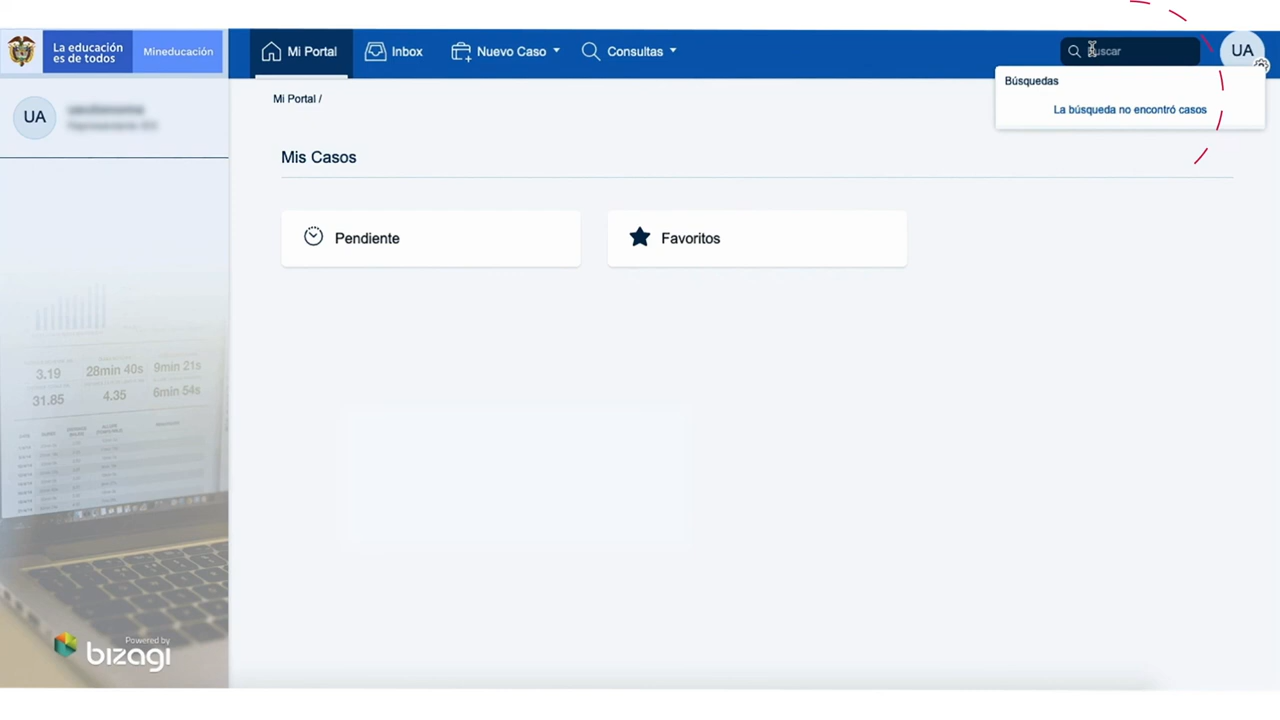 La educación
es de todos
Mineducación
Mi Portal
Inbox
Nuevo Caso
Consultas
Buscar
UA
Búsquedas
La búsqueda no encontró casos
UA
Mi Portal /
Mis Casos
Pendiente
Favoritos
3.19 28min 40s 9min 21s
31.85 4.35 6min 54s
Powered by
bizagi